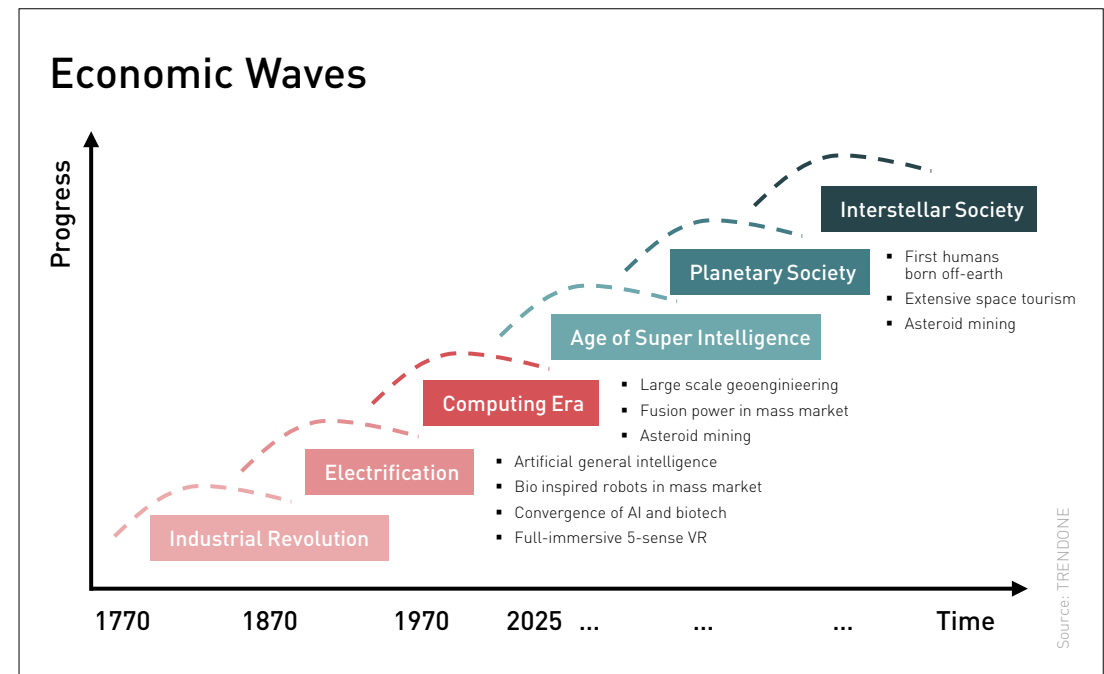 Economic Waves
Progress
Interstellar Society
▪ First humans
born off-earth
▪ Extensive space tourism
▪ Asteroid mining
Planetary Society
Age of Super Intelligence
▪ Large scale geoengineering
▪ Fusion power in mass market
▪ Asteroid mining
Computing Era
▪ Artificial general intelligence
▪ Bio inspired robots in mass market
▪ Convergence of AI and biotech
▪ Full-immersive 5-sense VR
Electrification
Industrial Revolution
1770 1870 1970 2025 ... ... ... Time
Source: TRENDONE